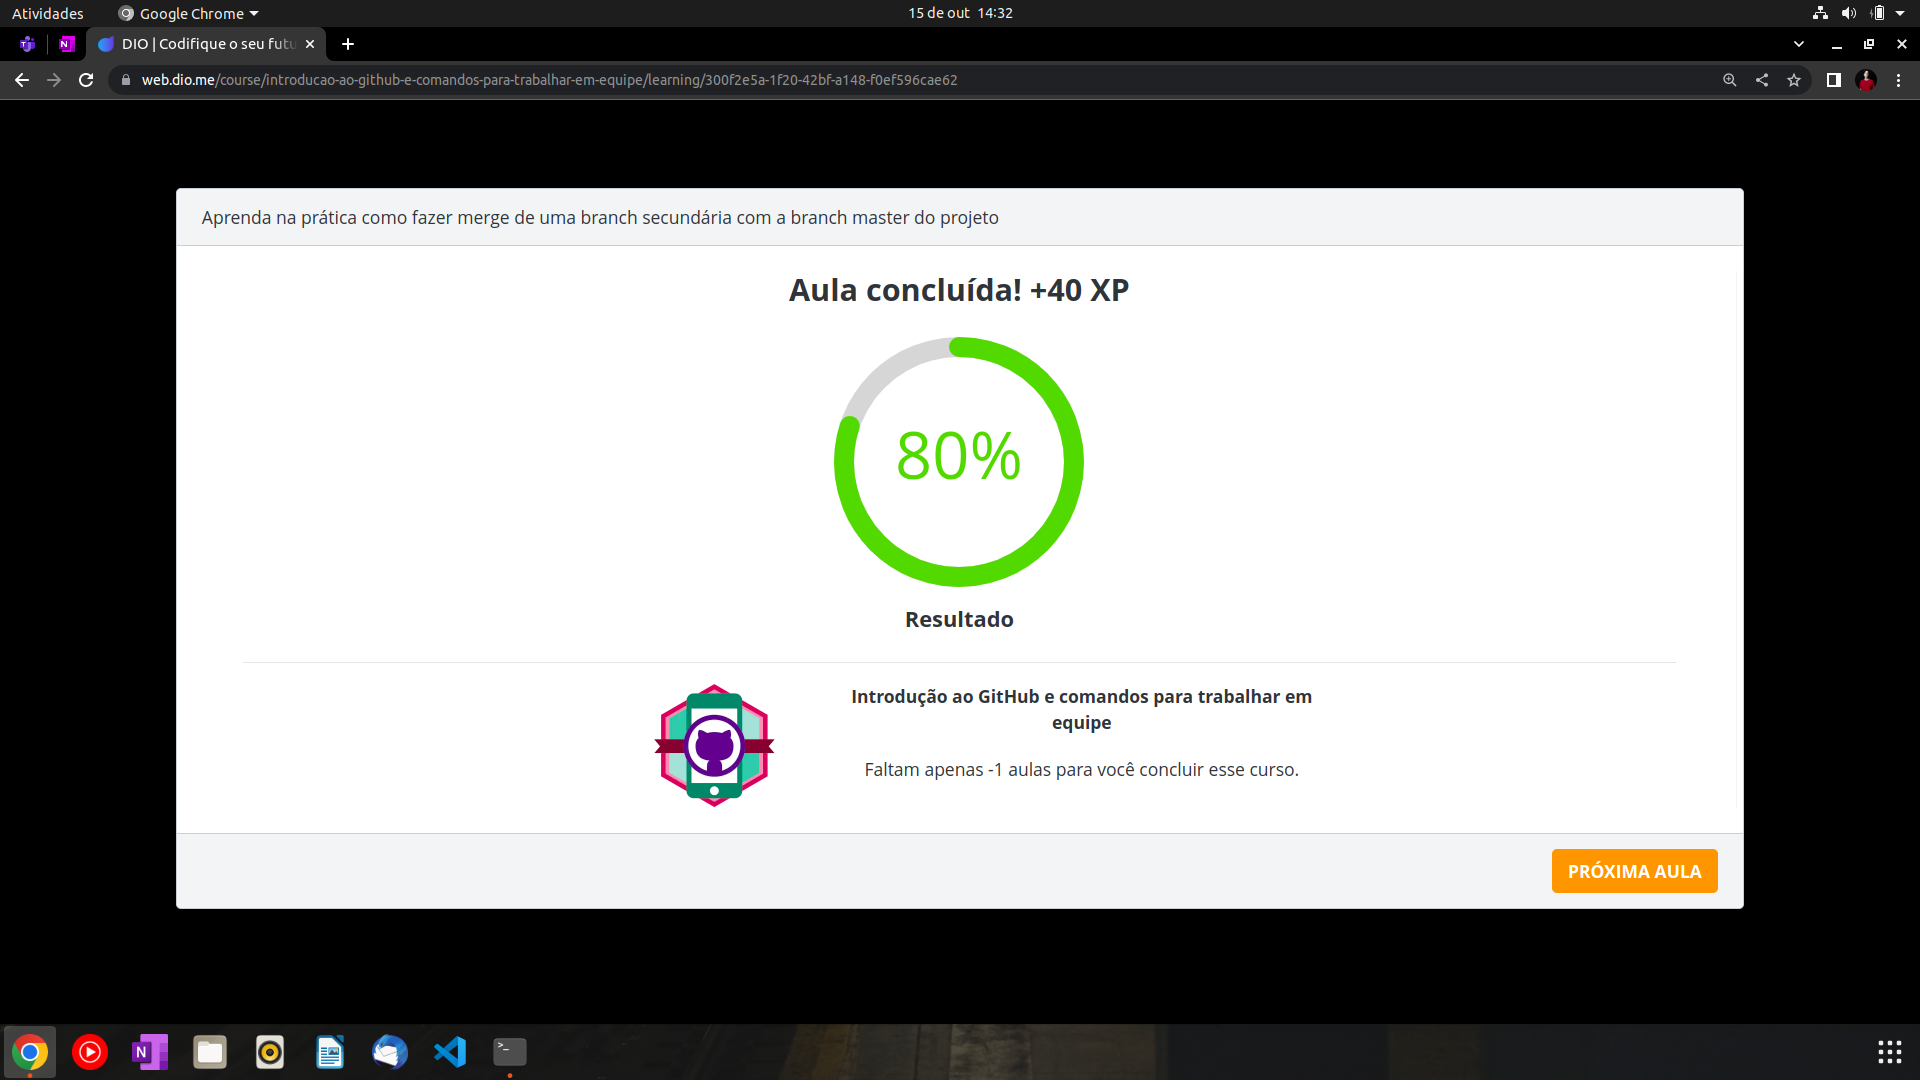 Atividades
Google Chrome
15 de out 14:32
DIO | Codifique o seu futu
web.dio.me/course/introducao-ao-github-e-comandos-para-trabalhar-em-equipe/learning/300f2e5a-1f20-42bf-a148-f0ef596cae62
Aprenda na prática como fazer merge de uma branch secundária com a branch master do projeto
Aula concluída! +40 XP
80%
Resultado
Introdução ao GitHub e comandos para trabalhar em
equipe
Faltam apenas -1 aulas para você concluir esse curso.
PRÓXIMA AULA